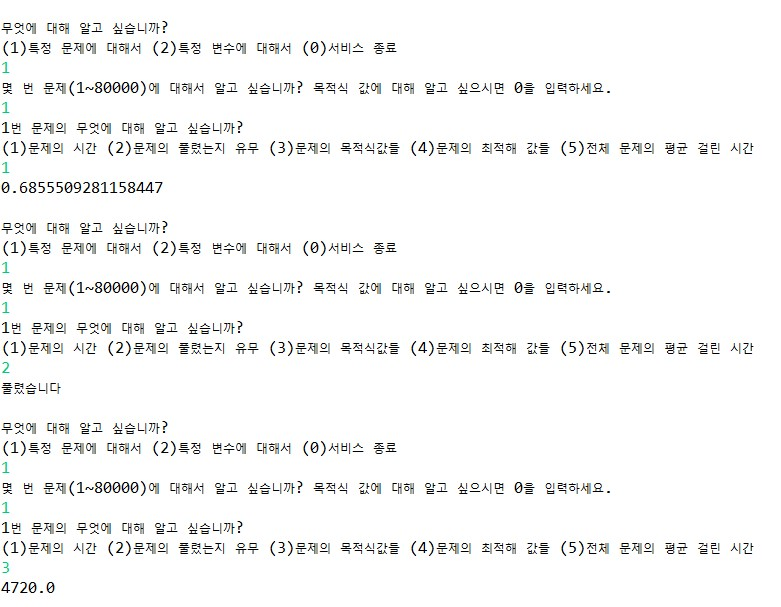 무엇에 대해 알고 싶습니까?
(1)특정 문제에 대해서 (2)특정 변수에 대해서 (0)서비스 종료
1
몇 번 문제(1~80000)에 대해서 알고 싶습니까? 목적식 값에 대해 알고 싶으시면 0을 입력하세요.
1
1번 문제의 무엇에 대해 알고 싶습니까?
(1)문제의 시간 (2)문제의 풀렸는지 유무 (3)문제의 목적식값들 (4)문제의 최적해 값들 (5)전체 문제의 평균 걸린 시간
1
0.6855509281158447
무엇에 대해 알고 싶습니까?
(1)특정 문제에 대해서 (2)특정 변수에 대해서 (0)서비스 종료
1
몇 번 문제(1~80000)에 대해서 알고 싶습니까? 목적식 값에 대해 알고 싶으시면 0을 입력하세요.
1
1번 문제의 무엇에 대해 알고 싶습니까?
(1)문제의 시간 (2)문제의 풀렸는지 유무 (3)문제의 목적식값들 (4)문제의 최적해 값들 (5)전체 문제의 평균 걸린 시간
2
풀렸습니다
무엇에 대해 알고 싶습니까?
(1)특정 문제에 대해서 (2)특정 변수에 대해서 (0)서비스 종료
1
몇 번 문제(1~80000)에 대해서 알고 싶습니까? 목적식 값에 대해 알고 싶으시면 0을 입력하세요.
1
1번 문제의 무엇에 대해 알고 싶습니까?
(1)문제의 시간 (2)문제의 풀렸는지 유무 (3)문제의 목적식값들 (4)문제의 최적해 값들 (5)전체 문제의 평균 걸린 시간
3
4720.0